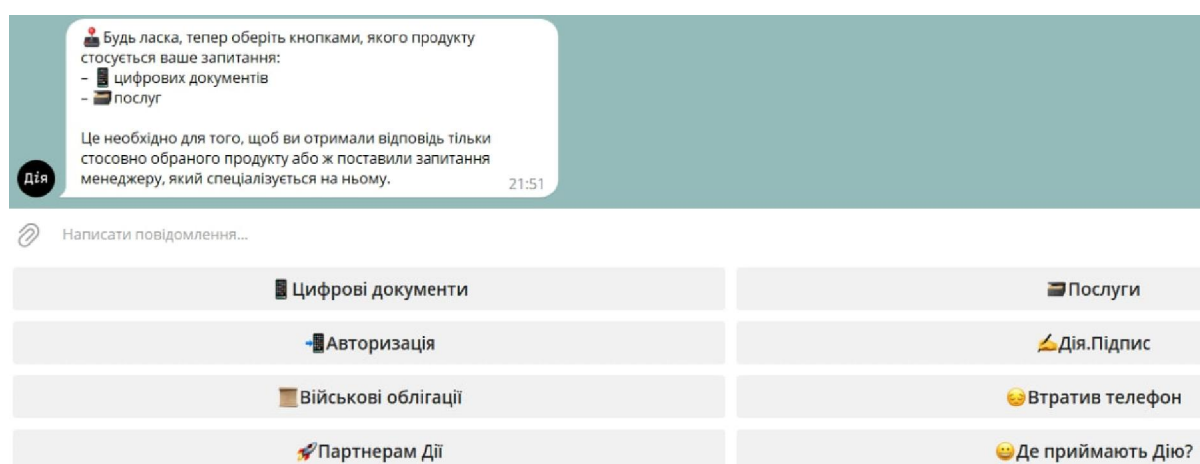 🕹️Будь ласка, тепер оберіть кнопками, якого продукту
стосується ваше запитання:
– 📱 цифрових документів
– 🗃️послуг
Це необхідно для того, щоб ви отримали відповідь тільки
стосовно обраного продукту або ж поставили запитання
менеджеру, який спеціалізується на ньому.
21:51
Дія
Написати повідомлення...
📱Цифрові документи
🗃️Послуги
📲Авторизація
✍️Дія.Підпис
📜Військові облігації
😔Втратив телефон
🚀Партнерам Дії
😀Де приймають Дію?